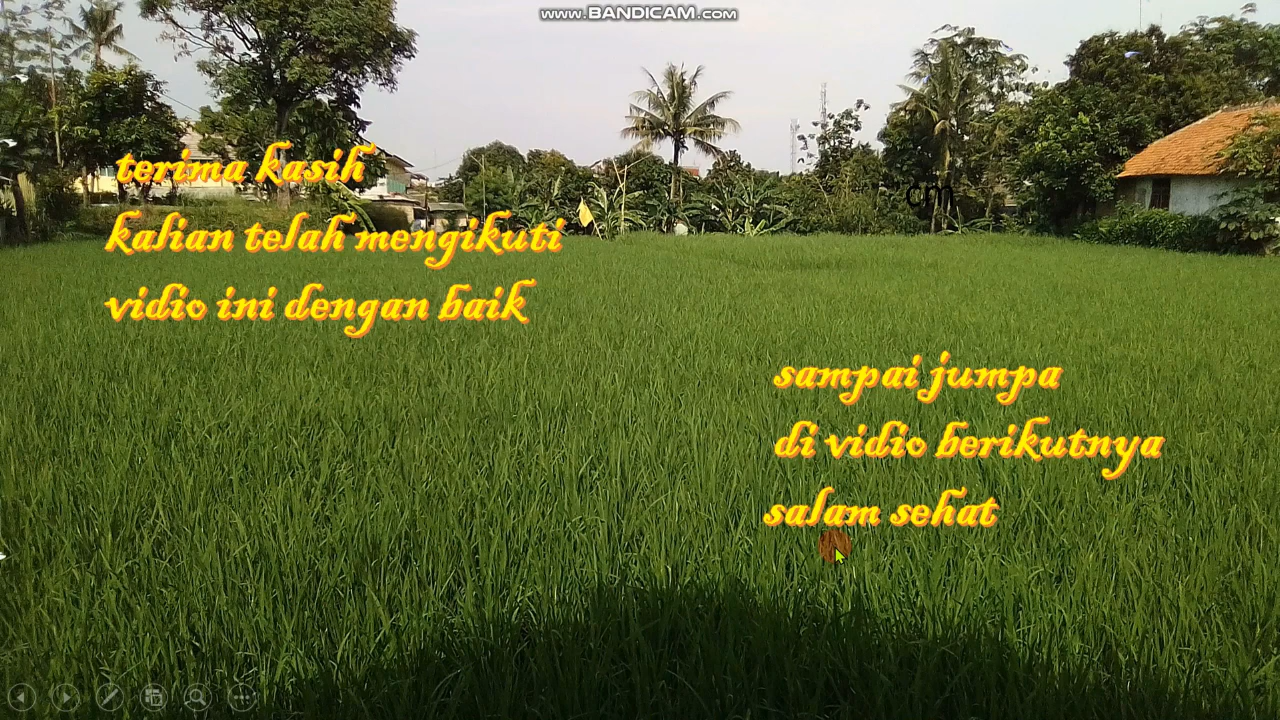 www.BANDICAM.com
cm
terima kasih
kalian telah mengikuti
vidio ini dengan baik
sampai jumpa
di vidio berikutnya
salam sehat